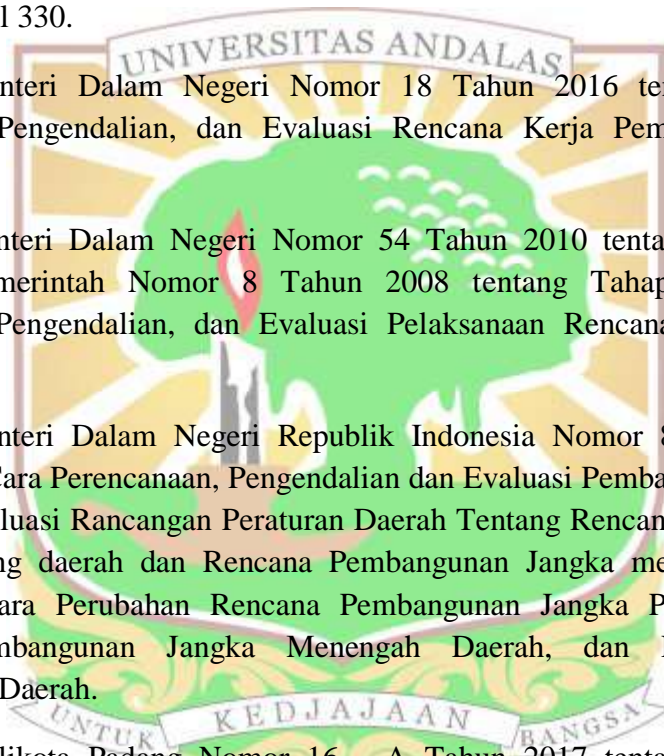 l 330.
UNIVERSITAS ANDALAS
nteri Dalam Negeri Nomor 18 Tahun 2016 ten
Pengendalian, dan Evaluasi Rencana Kerja Pem
nteri Dalam Negeri Nomor 54 Tahun 2010 tenta
merintah Nomor 8 Tahun 2008 tentang Tahap
Pengendalian, dan Evaluasi Pelaksanaan Rencana
nteri Dalam Negeri Republik Indonesia Nomor 8
Cara Perencanaan, Pengendalian dan Evaluasi Pemba
luasi Rancangan Peraturan Daerah Tentang Rencan
ng daerah dan Rencana Pembangunan Jangka me
ara Perubahan Rencana Pembangunan Jangka P
mbangunan Jangka Menengah Daerah, dan
Daerah.
UNTUK KEDJAJAAN BANGSA
likota Padang Nomor 16 A Tahun 2017 tenta